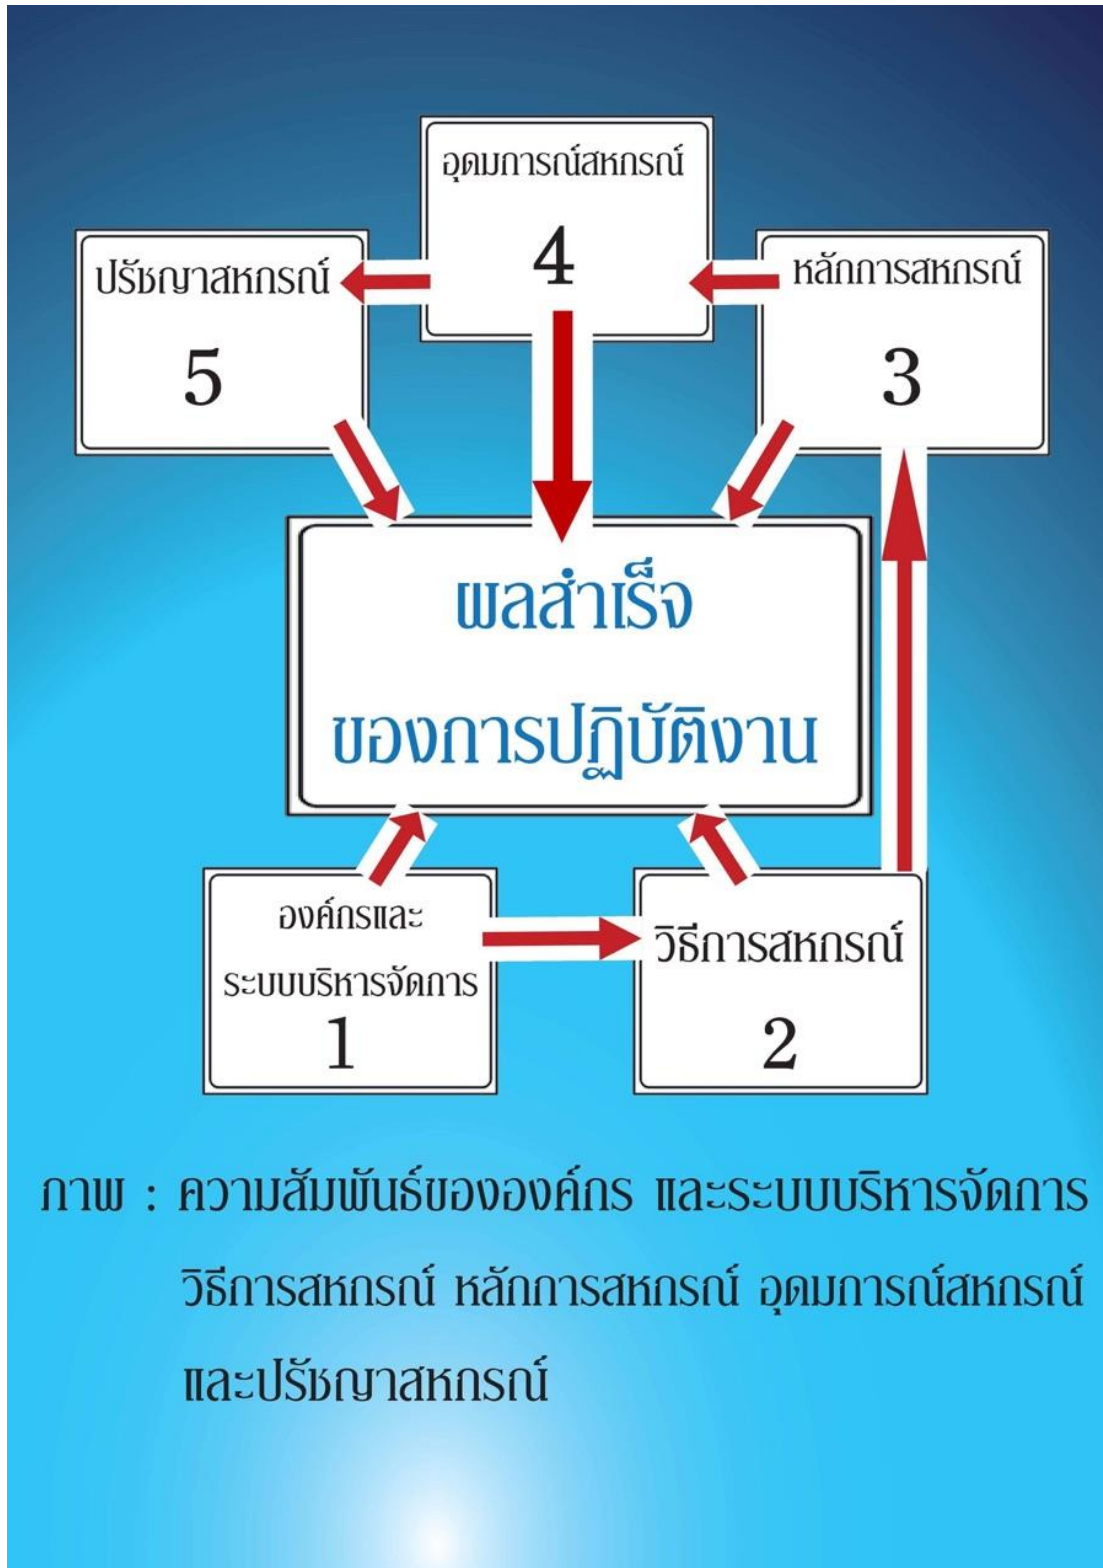 อุดมการณ์สหกรณ์
4
ปรัชญาสหกรณ์
5
หลักการสหกรณ์
3
ผลสำเร็จ
ของการปฏิบัติงาน
องค์กรและ
ระบบบริหารจัดการ
1
วิธีการสหกรณ์
2
ภาพ : ความสัมพันธ์ขององค์กร และระบบบริหารจัดการ
วิธีการสหกรณ์ หลักการสหกรณ์ อุดมการณ์สหกรณ์
และปรัชญาสหกรณ์